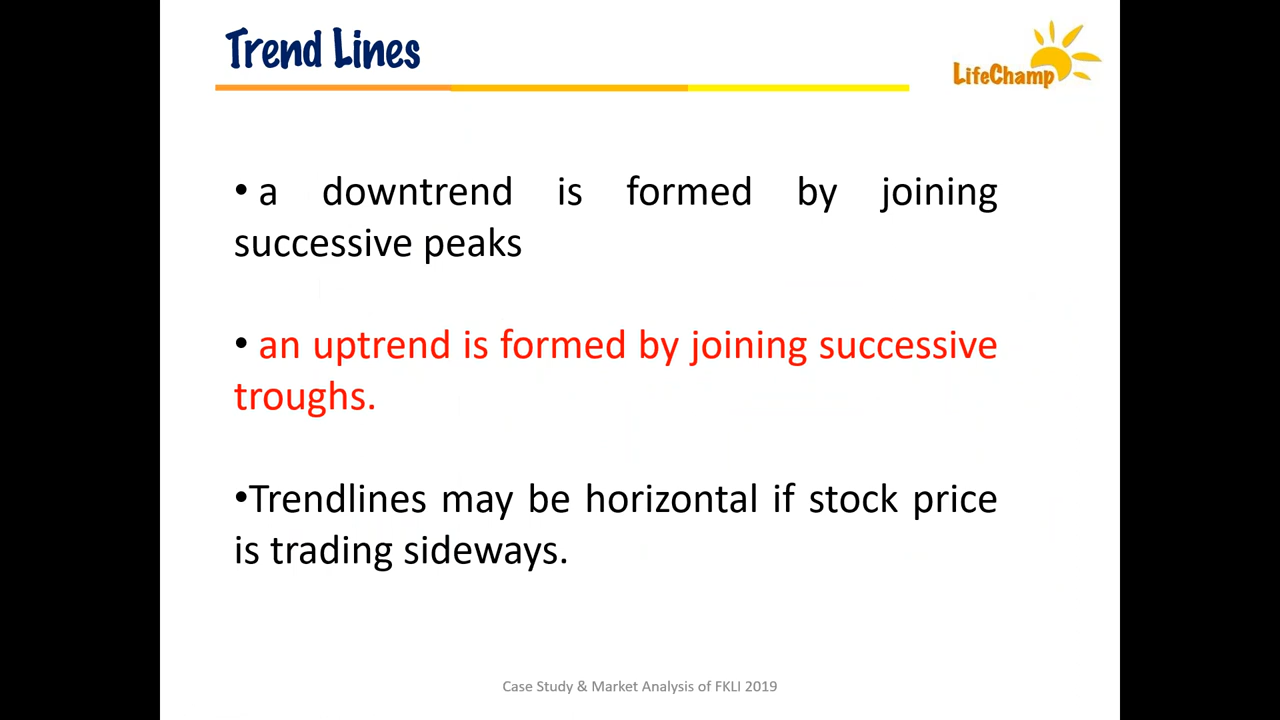 Trend Lines
LifeChamp
• a downtrend is formed by joining
successive peaks
• an uptrend is formed by joining successive
troughs.
•Trendlines may be horizontal if stock price
is trading sideways.
Case Study & Market Analysis of FKLI 2019